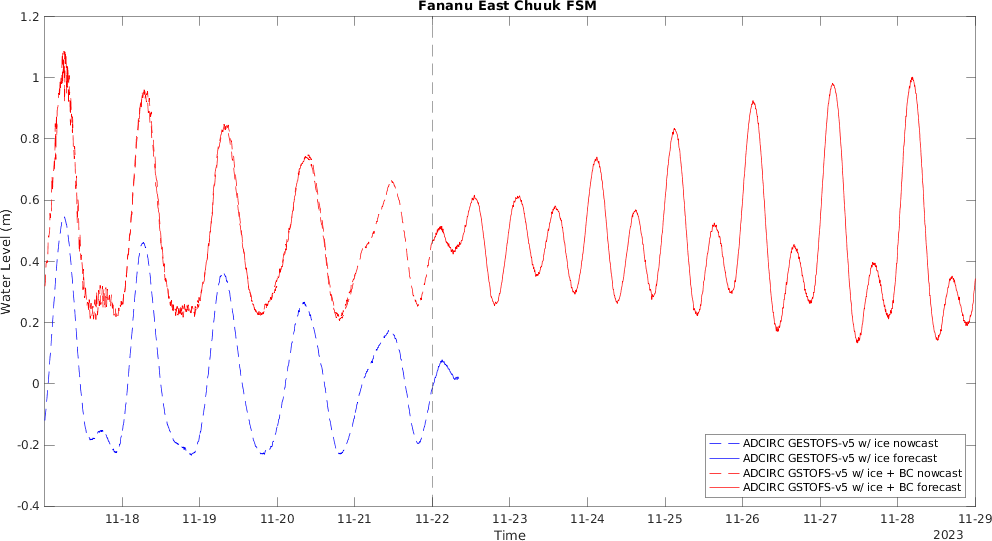 Fananu East Chuuk FSM
Water Level (m)
1.2
1
0.8
0.6
0.4
0.2
0
-0.2
-0.4
ADCIRC GESTOFS-v5 w/ ice nowcast
ADCIRC GESTOFS-v5 w/ ice forecast
ADCIRC GSTOFS-v5 w/ ice + BC nowcast
ADCIRC GSTOFS-v5 w/ ice + BC forecast
11-18 11-19 11-20 11-21 11-22 11-23 11-24 11-25 11-26 11-27 11-28 11-29
Time
2023